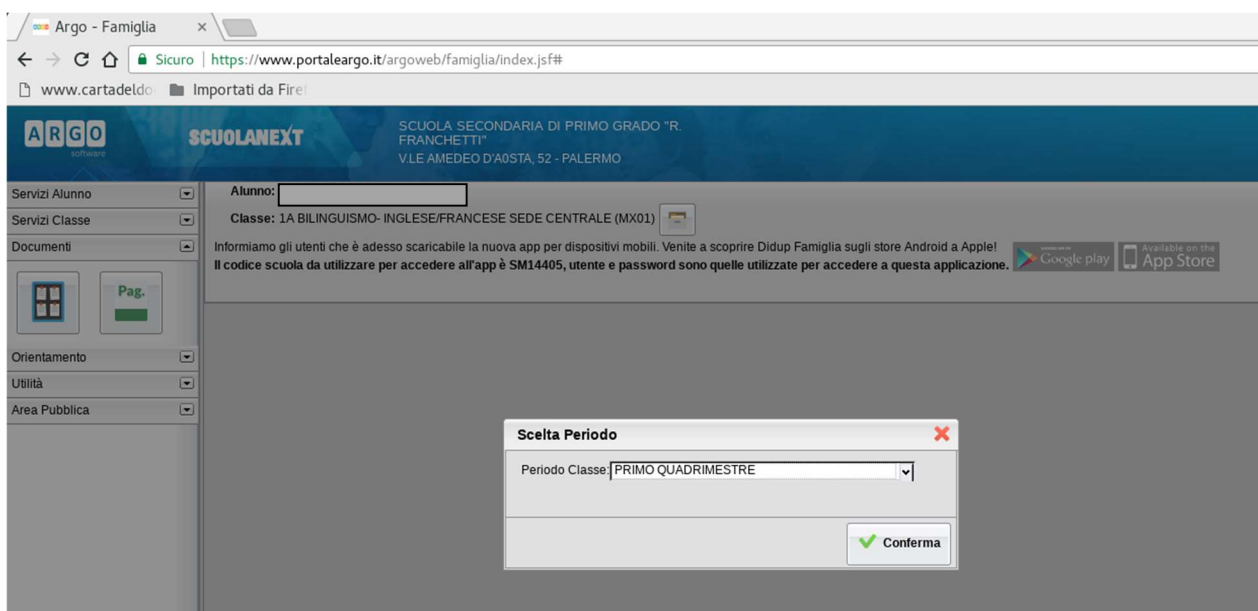 Argo - Famiglia
Sicuro | https://www.portaleargo.it/argoweb/famiglia/index.jsf#
www.cartadeldo Importati da Firef
ARGO software SCUOLANEXT
SCUOLA SECONDARIA DI PRIMO GRADO "R.
FRANCHETTI"
V.LE AMEDEO D'A0STA, 52 - PALERMO
Servizi Alunno
Servizi Classe
Documenti
Pag.
Orientamento
Utilità
Area Pubblica
Alunno:
Classe: 1A BILINGUISMO- INGLESE/FRANCESE SEDE CENTRALE (MX01)
Informiamo gli utenti che è adesso scaricabile la nuova app per dispositivi mobili. Venite a scoprire Didup Famiglia sugli store Android a Apple!
Il codice scuola da utilizzare per accedere all'app è SM14405, utente e password sono quelle utilizzate per accedere a questa applicazione.
Google play
Available on the
App Store
Scelta Periodo
Periodo Classe: PRIMO QUADRIMESTRE
Conferma